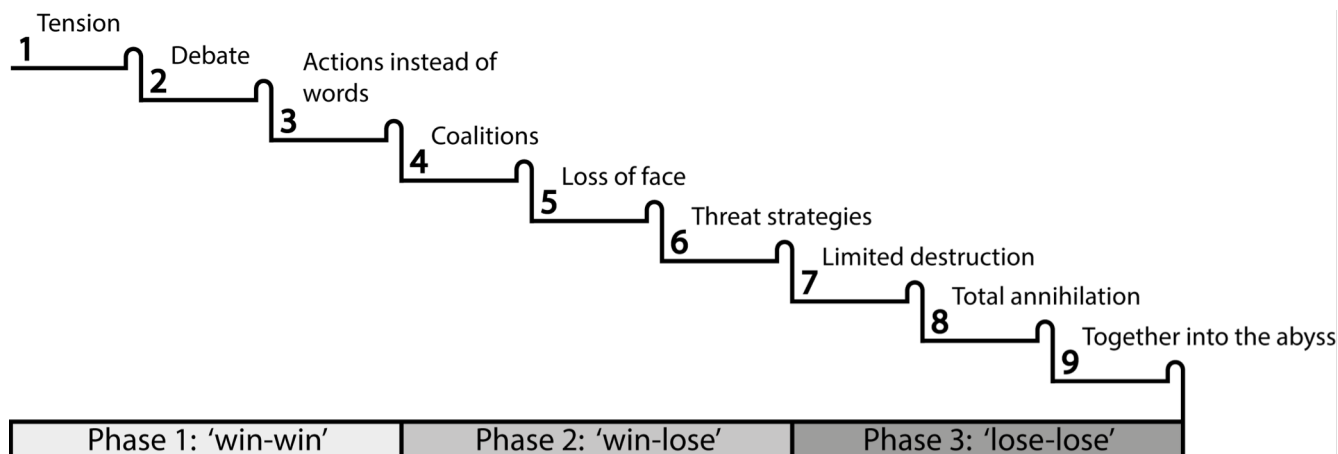 Tension
1
Debate
2
Actions instead of
words
3
Coalitions
4
Loss of face
5
Threat strategies
6
Limited destruction
7
Total annihilation
8
Together into the abyss
9
Phase 1: ‘win-win’
Phase 2: ‘win-lose’
Phase 3: ‘lose-lose’